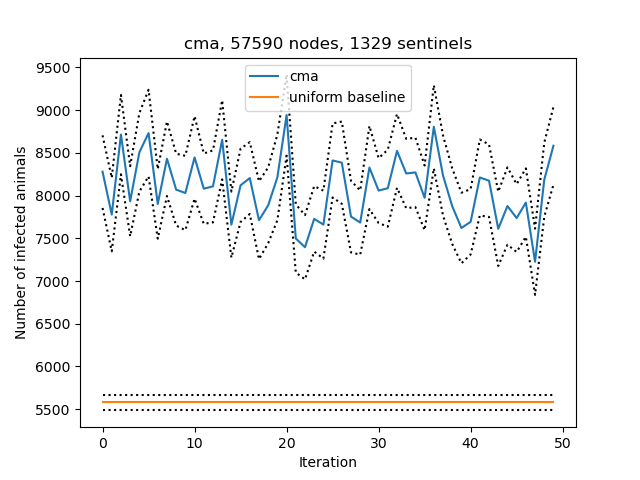 cma, 57590 nodes, 1329 sentinels
cma
uniform baseline
Number of infected animals
9500
9000
8500
8000
7500
7000
6500
6000
5500
0 10 20 30 40 50
Iteration